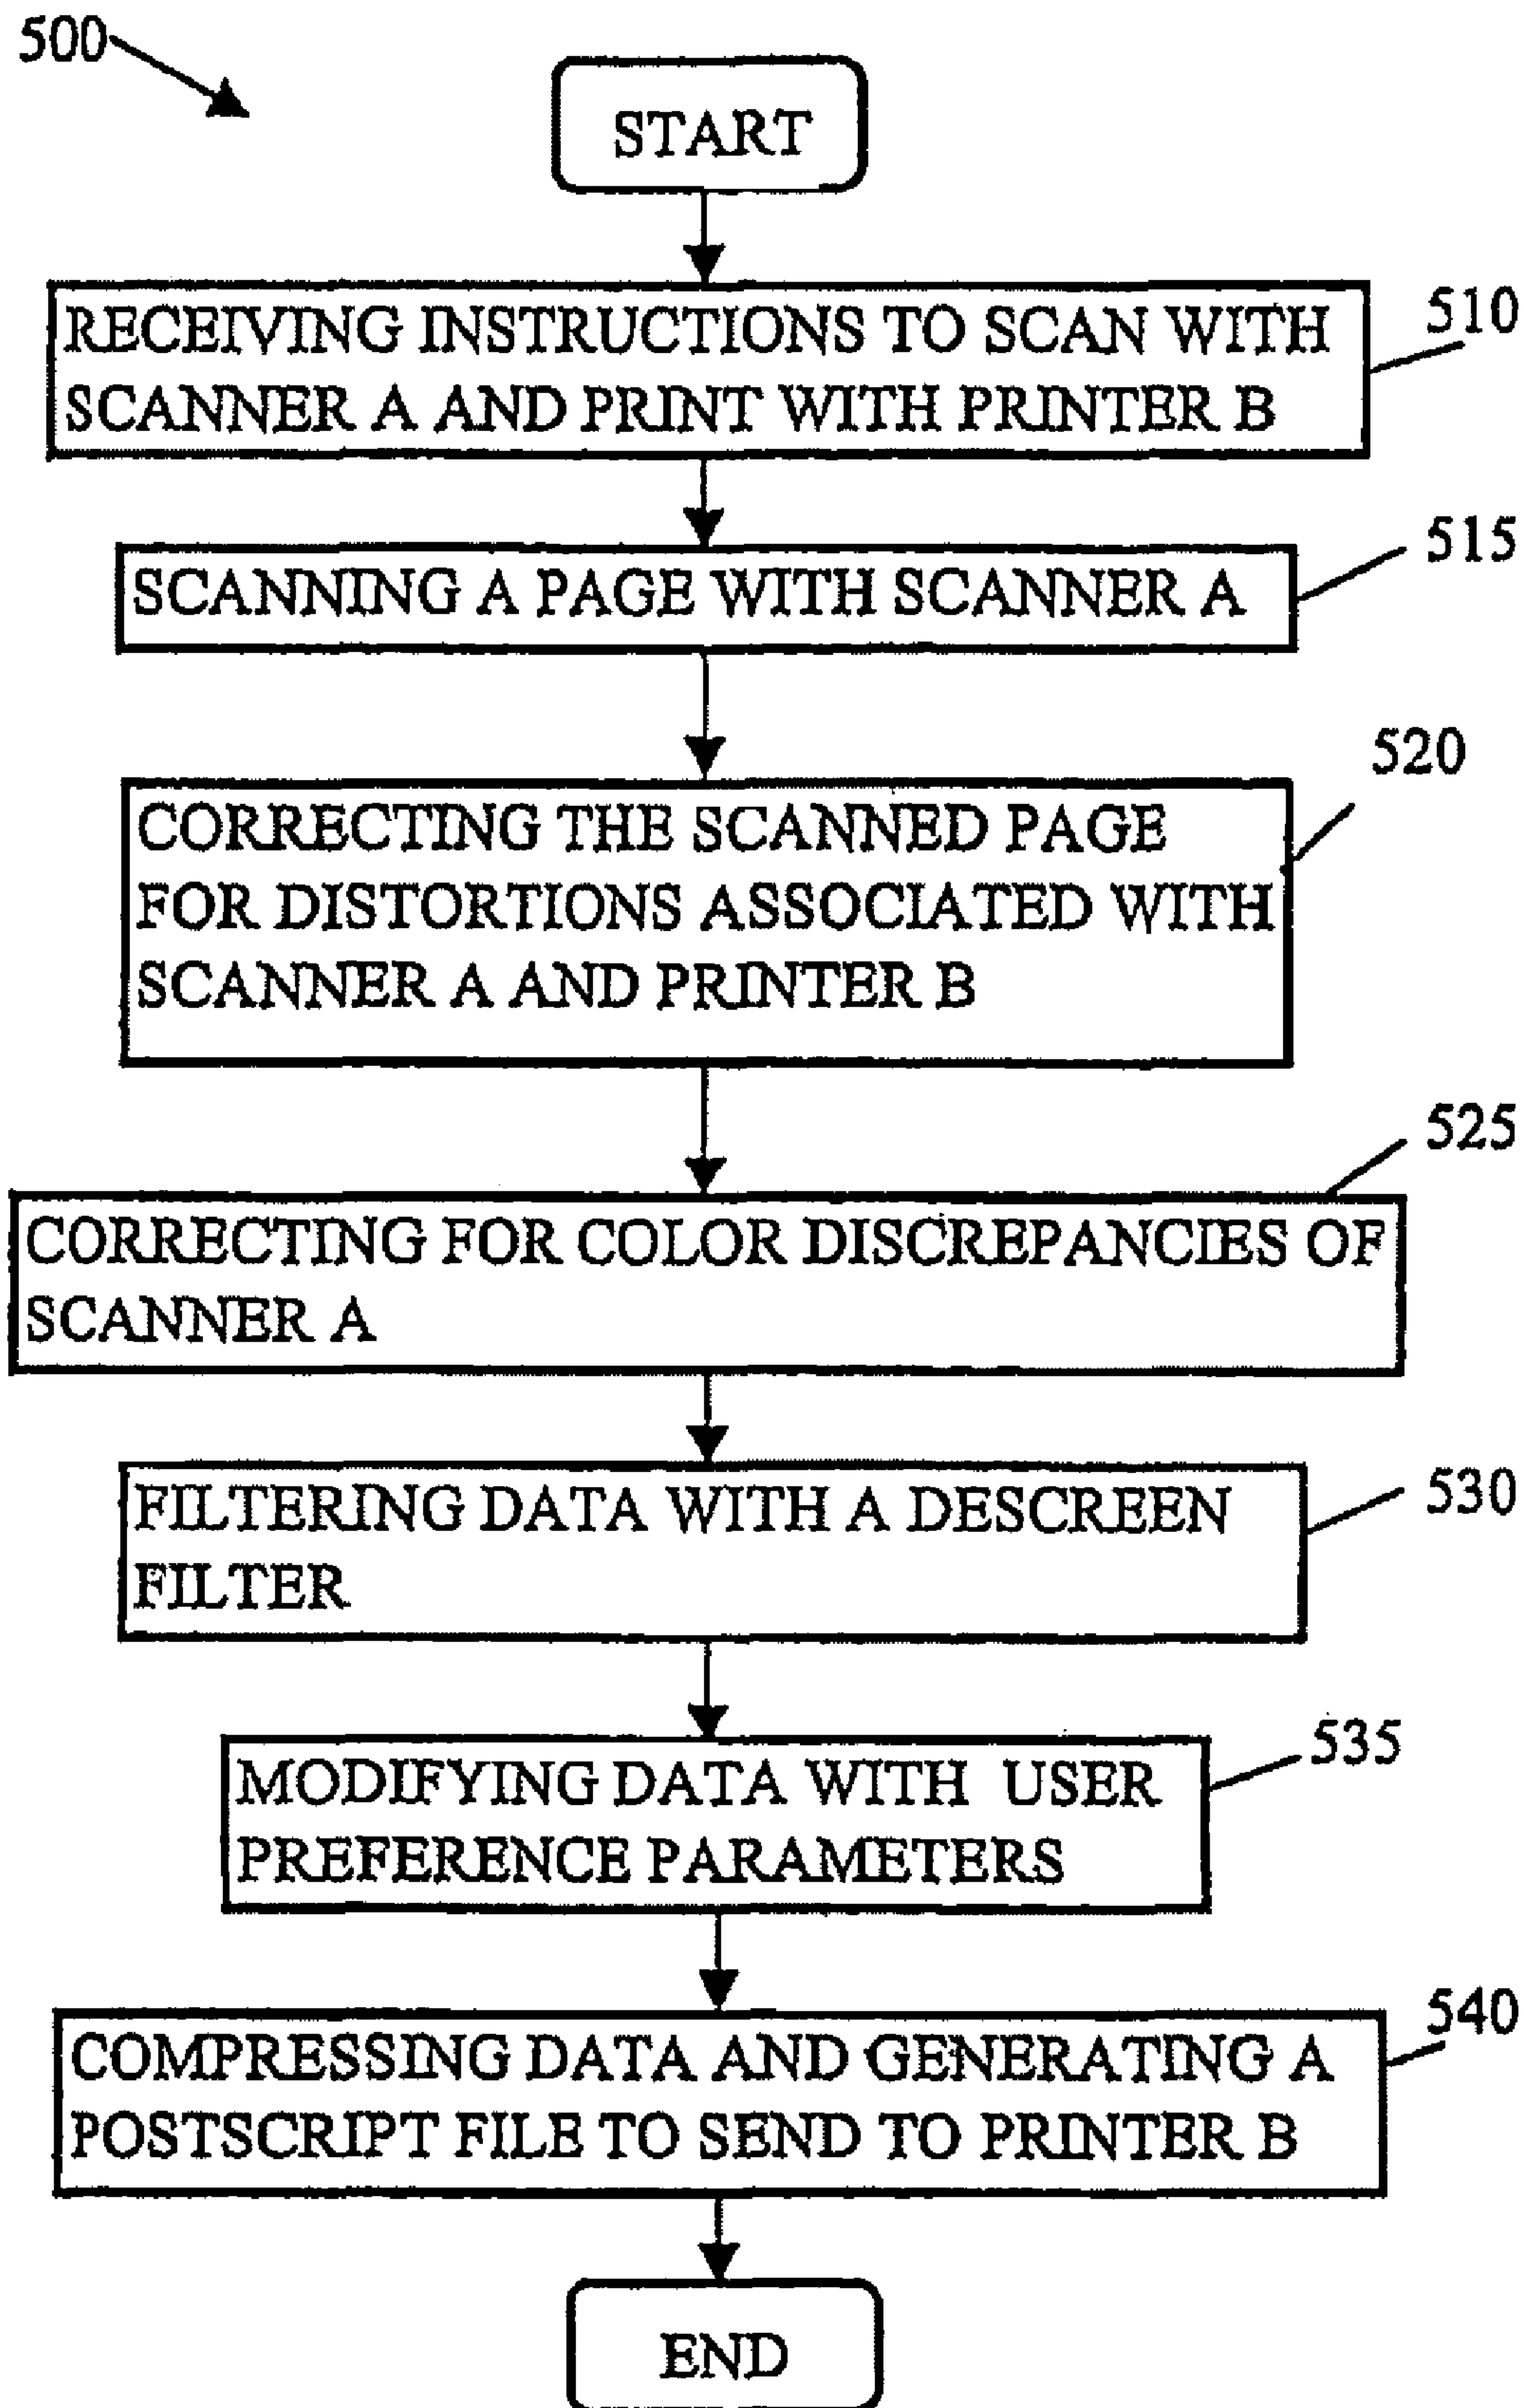 500
START
RECEIVING INSTRUCTIONS TO SCAN WITH
SCANNER A AND PRINT WITH PRINTER B
510
SCANNING A PAGE WITH SCANNER A
515
CORRECTING THE SCANNED PAGE
FOR DISTORTIONS ASSOCIATED WITH
SCANNER A AND PRINTER B
520
CORRECTING FOR COLOR DISCREPANCIES OF
SCANNER A
525
FILTERING DATA WITH A DESCREEN
FILTER
530
MODIFYING DATA WITH USER
PREFERENCE PARAMETERS
535
COMPRESSING DATA AND GENERATING A
POSTSCRIPT FILE TO SEND TO PRINTER B
540
END